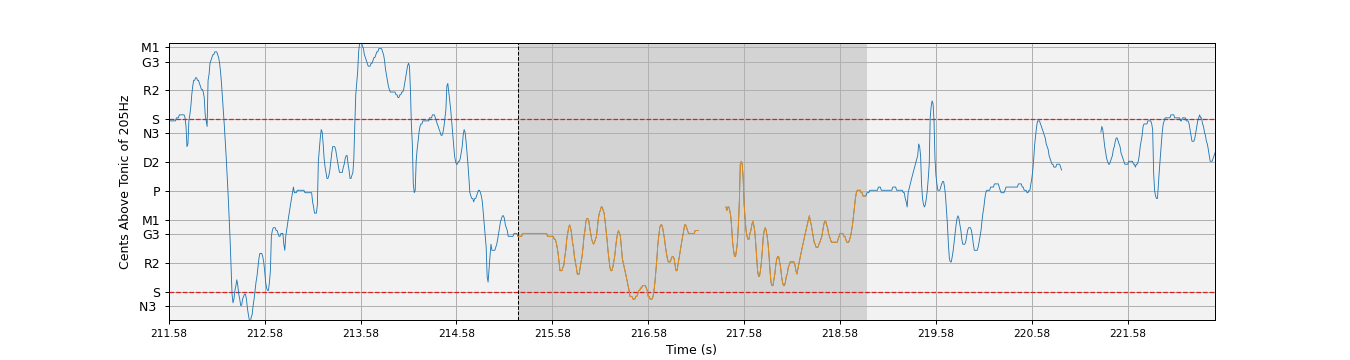 M1
G3
R2
S
N3
D2
P
M1
G3
R2
S
N3
Cents Above Tonic of 205Hz
211.58 212.58 213.58 214.58 215.58 216.58 217.58 218.58 219.58 220.58 221.58
Time (s)